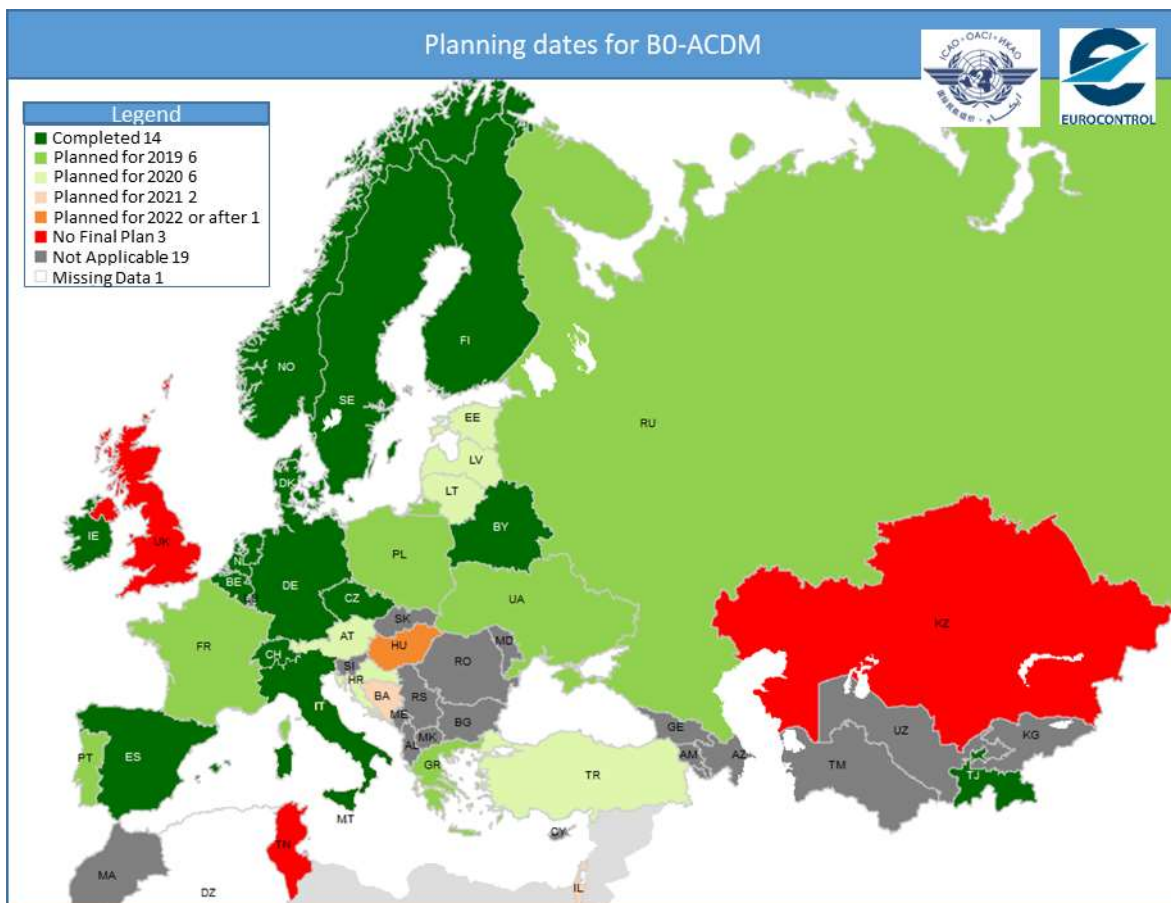 Planning dates for B0-ACDM
ICAO · OACI · ИКАО
EUROCONTROL
Legend
Completed 14
Planned for 2019 6
Planned for 2020 6
Planned for 2021 2
Planned for 2022 or after 1
No Final Plan 3
Not Applicable 19
Missing Data 1
NO
FI
SE
RU
EE
LV
LT
DK
BY
IE
UK
NL
BE
DE
PL
CZ
UA
KZ
SK
FR
AT
HU
MD
CH
SI
RO
HR
IT
BA
RS
ME
BG
GE
UZ
KG
PT
ES
AL
MK
GR
TR
AM
AZ
TM
TJ
MT
CY
TN
MA
DZ
IL